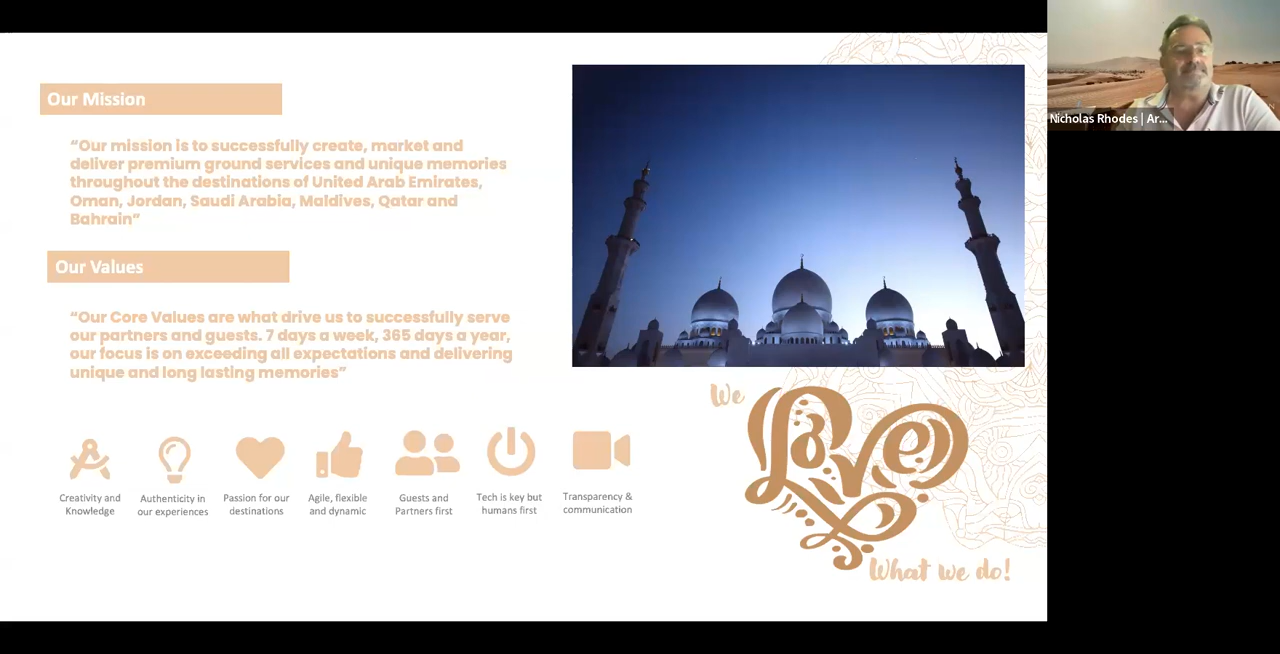 Our Mission
“Our mission is to successfully create, market and
deliver premium ground services and unique memories
throughout the destinations of United Arab Emirates,
Oman, Jordan, Saudi Arabia, Maldives, Qatar and
Bahrain”
Our Values
“Our Core Values are what drive us to successfully serve
our partners and guests. 7 days a week, 365 days a year,
our focus is on exceeding all expectations and delivering
unique and long lasting memories”
Creativity and
Knowledge
Authenticity in
our experiences
Passion for our
destinations
Agile, flexible
and dynamic
Guests and
Partners first
Tech is key but
humans first
Transparency &
communication
We
Love
What we do!
Nicholas Rhodes | Ar...